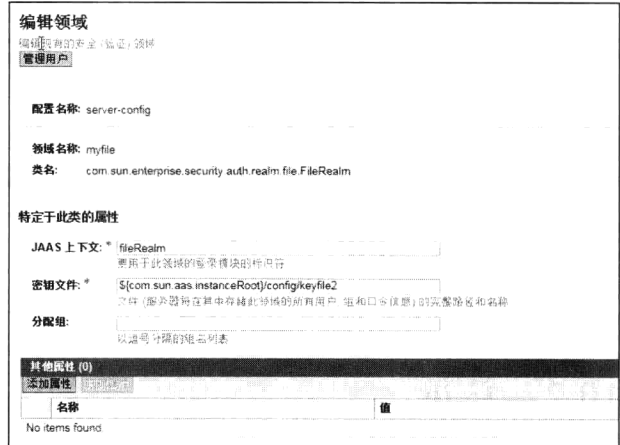 编辑领域
编辑现有的安全 (验证) 领域
管理用户
配置名称: server-config
领域名称: myfile
类名: com.sun.enterprise.security.auth.realm.file.FileRealm
特定于此类的属性
JAAS 上下文: * fileRealm
要用于此领域的登录模块的标识符
密钥文件: * ${com.sun.aas.instanceRoot}/config/keyfile2
文件 (服务器将在其中存储此领域的所有用户、组和口令信息) 的完整路径和名称
分配组:
以逗号分隔的组名列表
其他属性 (0)
添加属性
名称 值
No items found